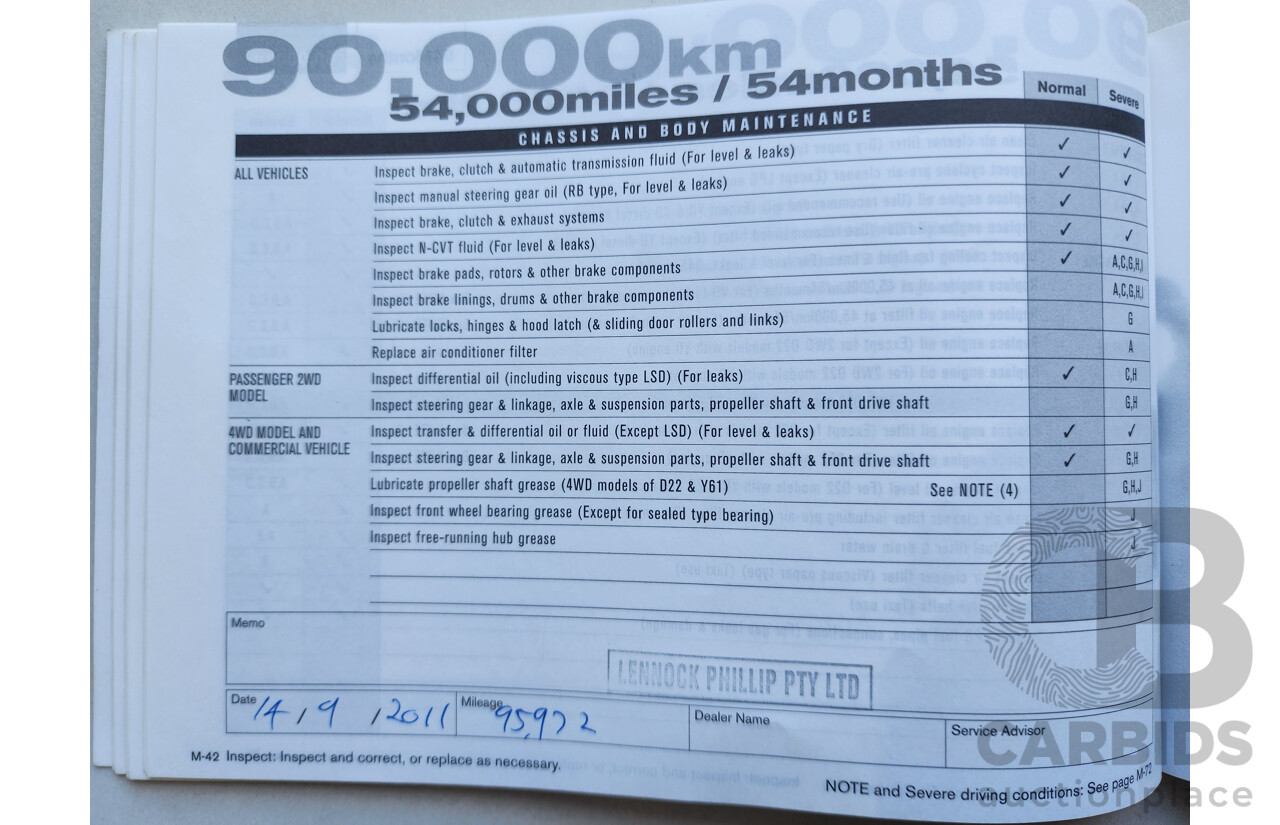 90,000km
54,000miles / 54months
Normal Severe
CHASSIS AND BODY MAINTENANCE
ALL VEHICLES Inspect brake, clutch & automatic transmission fluid (For level & leaks) ✓ ✓
Inspect manual steering gear oil (RB type, For level & leaks) ✓ ✓
Inspect brake, clutch & exhaust systems ✓ ✓
Inspect N-CVT fluid (For level & leaks) ✓ ✓
Inspect brake pads, rotors & other brake components ✓ A,C,G,H,I
Inspect brake linings, drums & other brake components A,C,G,H,I
Lubricate locks, hinges & hood latch (& sliding door rollers and links) G
Replace air conditioner filter A
PASSENGER 2WD Inspect differential oil (including viscous type LSD) (For leaks) ✓ C,H
MODEL Inspect steering gear & linkage, axle & suspension parts, propeller shaft & front drive shaft G,H
4WD MODEL AND Inspect transfer & differential oil or fluid (Except LSD) (For level & leaks) ✓ ✓
COMMERCIAL VEHICLE Inspect steering gear & linkage, axle & suspension parts, propeller shaft & front drive shaft ✓ G,H
Lubricate propeller shaft grease (4WD models of D22 & Y61) See NOTE (4) G,H,J
Inspect front wheel bearing grease (Except for sealed type bearing) J
Inspect free-running hub grease J
Memo
LENNOCK PHILLIP PTY LTD
Date 14 / 9 / 2011 Mileage 95,972 Dealer Name Service Advisor
M-42 Inspect: Inspect and correct, or replace as necessary.
NOTE and Severe driving conditions: See page M-72
CARBIDS
auctionplace